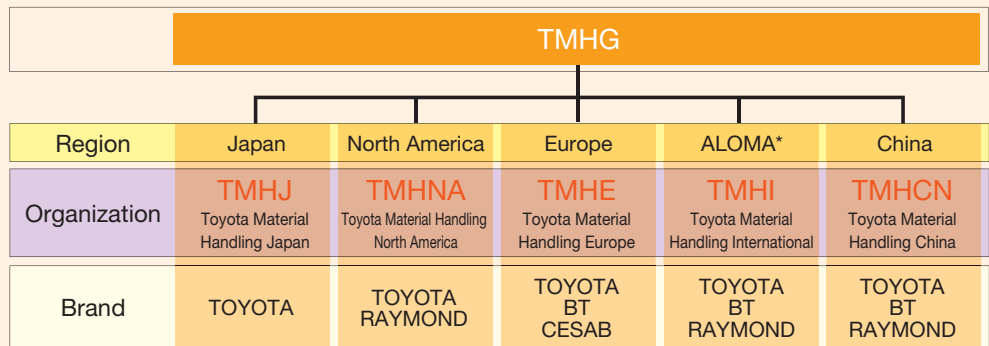 TMHG
Region Japan North America Europe ALOMA* China
Organization
TMHJ
Toyota Material
Handling Japan
TMHNA
Toyota Material Handling
North America
TMHE
Toyota Material
Handling Europe
TMHI
Toyota Material
Handling International
TMHCN
Toyota Material
Handling China
Brand
TOYOTA
TOYOTA
RAYMOND
TOYOTA
BT
CESAB
TOYOTA
BT
RAYMOND
TOYOTA
BT
RAYMOND